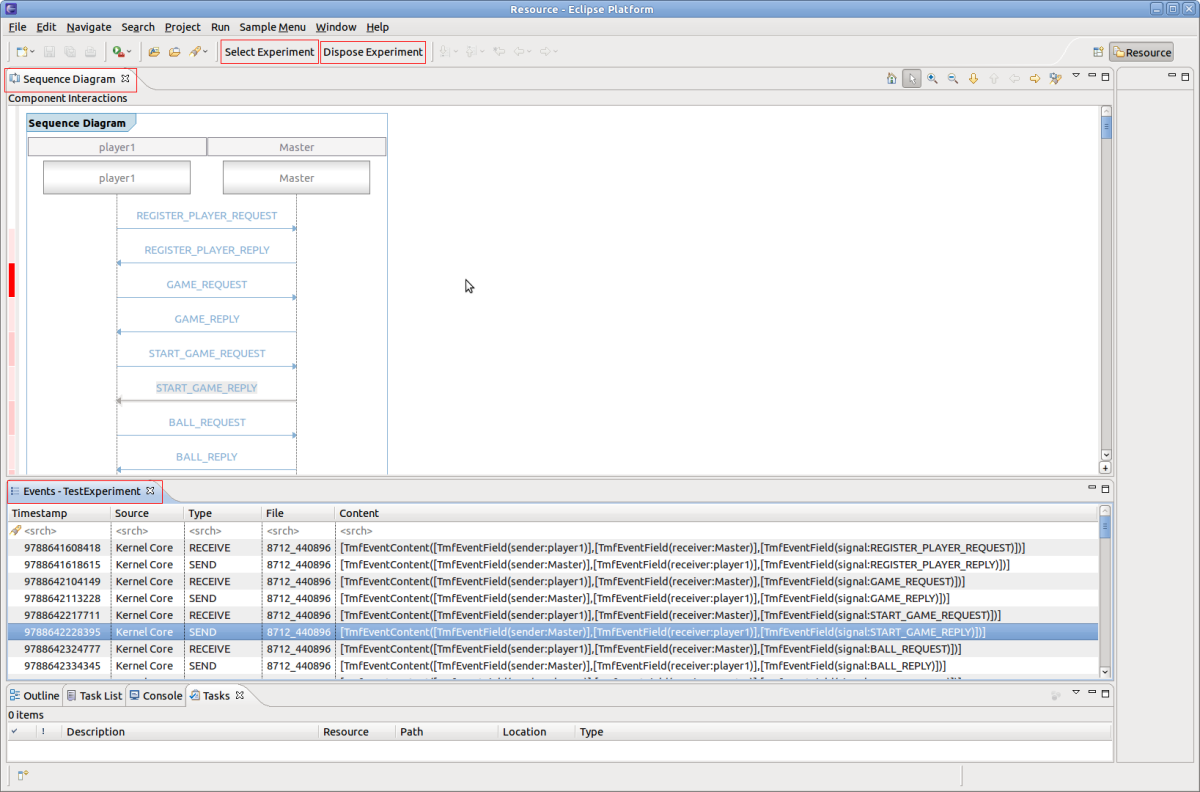 Resource - Eclipse Platform
File Edit Navigate Search Project Run Sample Menu Window Help
Select Experiment Dispose Experiment Resource
Sequence Diagram
Component Interactions
Sequence Diagram
player1 Master
player1 Master
REGISTER_PLAYER_REQUEST
REGISTER_PLAYER_REPLY
GAME_REQUEST
GAME_REPLY
START_GAME_REQUEST
START_GAME_REPLY
BALL_REQUEST
BALL_REPLY
Events - TestExperiment
Timestamp Source Type File Content
<srch> <srch> <srch> <srch> <srch>
9788641608418 Kernel Core RECEIVE 8712_440896 [TmfEventContent([TmfEventField(sender:player1)],[TmfEventField(receiver:Master)],[TmfEventField(signal:REGISTER_PLAYER_REQUEST)])]
9788641618615 Kernel Core SEND 8712_440896 [TmfEventContent([TmfEventField(sender:Master)],[TmfEventField(receiver:player1)],[TmfEventField(signal:REGISTER_PLAYER_REPLY)])]
9788642104149 Kernel Core RECEIVE 8712_440896 [TmfEventContent([TmfEventField(sender:player1)],[TmfEventField(receiver:Master)],[TmfEventField(signal:GAME_REQUEST)])]
9788642113228 Kernel Core SEND 8712_440896 [TmfEventContent([TmfEventField(sender:Master)],[TmfEventField(receiver:player1)],[TmfEventField(signal:GAME_REPLY)])]
9788642217711 Kernel Core RECEIVE 8712_440896 [TmfEventContent([TmfEventField(sender:player1)],[TmfEventField(receiver:Master)],[TmfEventField(signal:START_GAME_REQUEST)])]
9788642228395 Kernel Core SEND 8712_440896 [TmfEventContent([TmfEventField(sender:Master)],[TmfEventField(receiver:player1)],[TmfEventField(signal:START_GAME_REPLY)])]
9788642324777 Kernel Core RECEIVE 8712_440896 [TmfEventContent([TmfEventField(sender:player1)],[TmfEventField(receiver:Master)],[TmfEventField(signal:BALL_REQUEST)])]
9788642334345 Kernel Core SEND 8712_440896 [TmfEventContent([TmfEventField(sender:Master)],[TmfEventField(receiver:player1)],[TmfEventField(signal:BALL_REPLY)])]
Outline Task List Console Tasks
0 items
! Description Resource Path Location Type